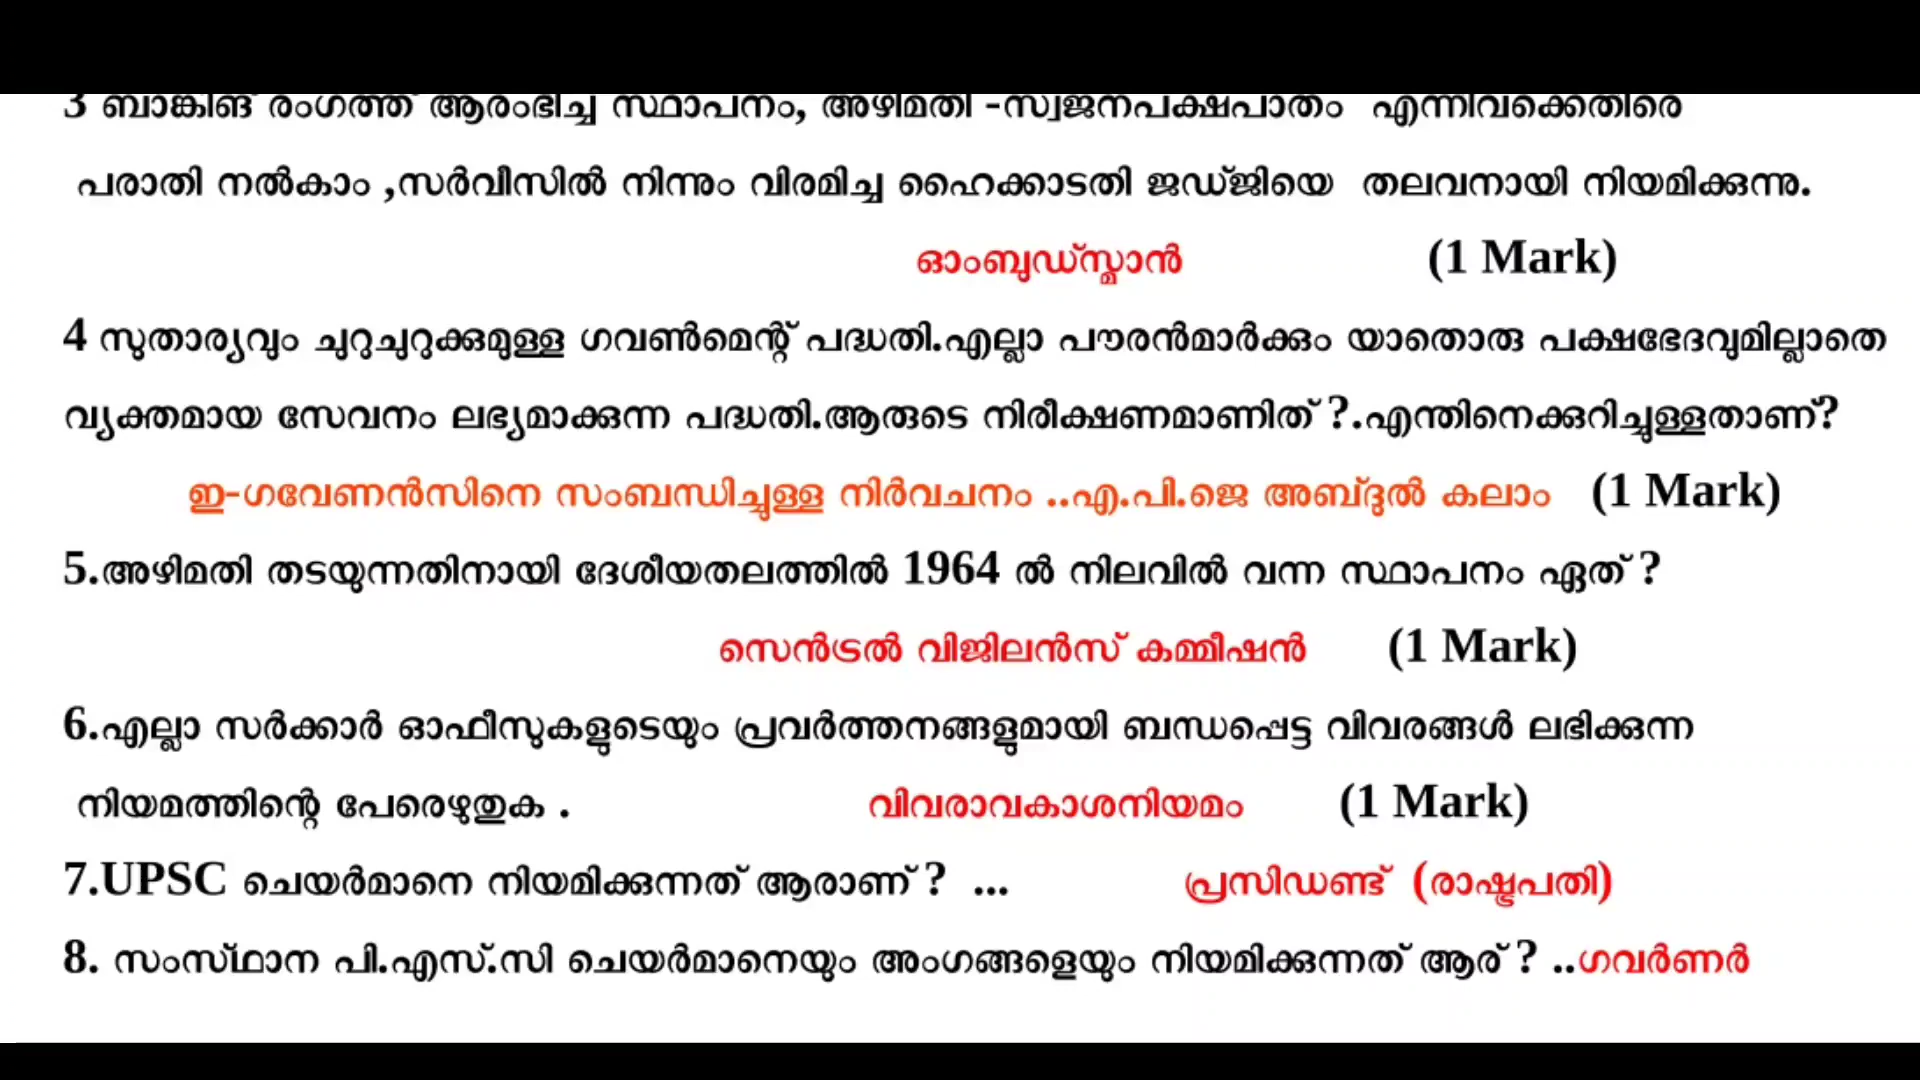 3 ബാങ്കിങ് രംഗത്ത് ആരംഭിച്ച സ്ഥാപനം, അഴിമതി -സ്വജനപക്ഷപാതം എന്നിവക്കെതിരെ
പരാതി നൽകാം ,സർവീസിൽ നിന്നും വിരമിച്ച ഹൈക്കാടതി ജഡ്ജിയെ തലവനായി നിയമിക്കുന്നു.
ഓംബുഡ്സ്മാൻ (1 Mark)
4 സുതാര്യവും ചുറുചുറുക്കുമുള്ള ഗവൺമെന്റ് പദ്ധതി.എല്ലാ പൗരൻമാർക്കും യാതൊരു പക്ഷഭേദവുമില്ലാതെ
വ്യക്തമായ സേവനം ലഭ്യമാക്കുന്ന പദ്ധതി.ആരുടെ നിരീക്ഷണമാണിത് ?.എന്തിനെക്കുറിച്ചുള്ളതാണ്?
ഇ-ഗവേണൻസിനെ സംബന്ധിച്ചുള്ള നിർവചനം ..എ.പി.ജെ അബ്ദുൽ കലാം (1 Mark)
5.അഴിമതി തടയുന്നതിനായി ദേശീയതലത്തിൽ 1964 ൽ നിലവിൽ വന്ന സ്ഥാപനം ഏത് ?
സെൻട്രൽ വിജിലൻസ് കമ്മീഷൻ (1 Mark)
6.എല്ലാ സർക്കാർ ഓഫീസുകളുടെയും പ്രവർത്തനങ്ങളുമായി ബന്ധപ്പെട്ട വിവരങ്ങൾ ലഭിക്കുന്ന
നിയമത്തിന്റെ പേരെഴുതുക . വിവരാവകാശനിയമം (1 Mark)
7.UPSC ചെയർമാനെ നിയമിക്കുന്നത് ആരാണ് ? ... പ്രസിഡണ്ട് (രാഷ്ട്രപതി)
8. സംസ്ഥാന പി.എസ്.സി ചെയർമാനെയും അംഗങ്ങളെയും നിയമിക്കുന്നത് ആര് ? ..ഗവർണർ